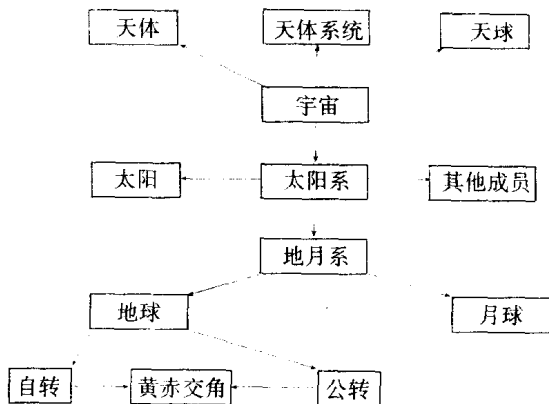 天体 天体系统 天球
宇宙
太阳 太阳系 其他成员
地月系
地球 月球
自转 黄赤交角 公转